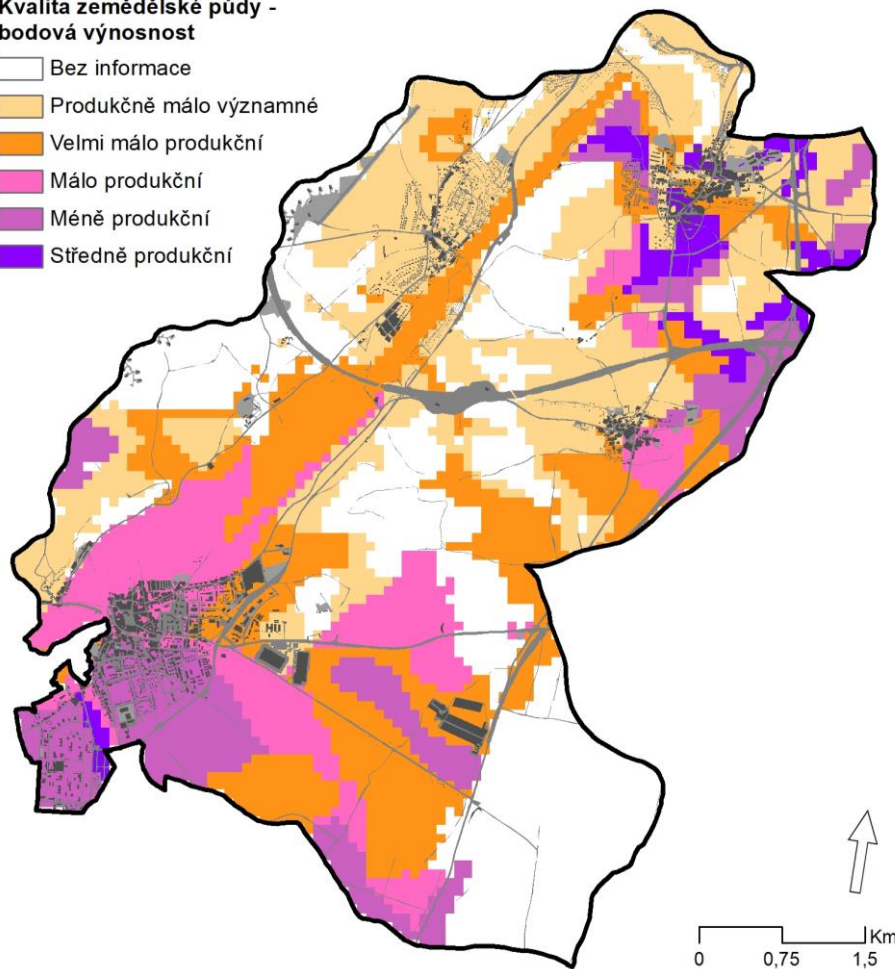 Kvalita zemědělské půdy -
bodová výnosnost
Bez informace
Produkčně málo významné
Velmi málo produkční
Málo produkční
Méně produkční
Středně produkční
Km
0 0,75 1,5